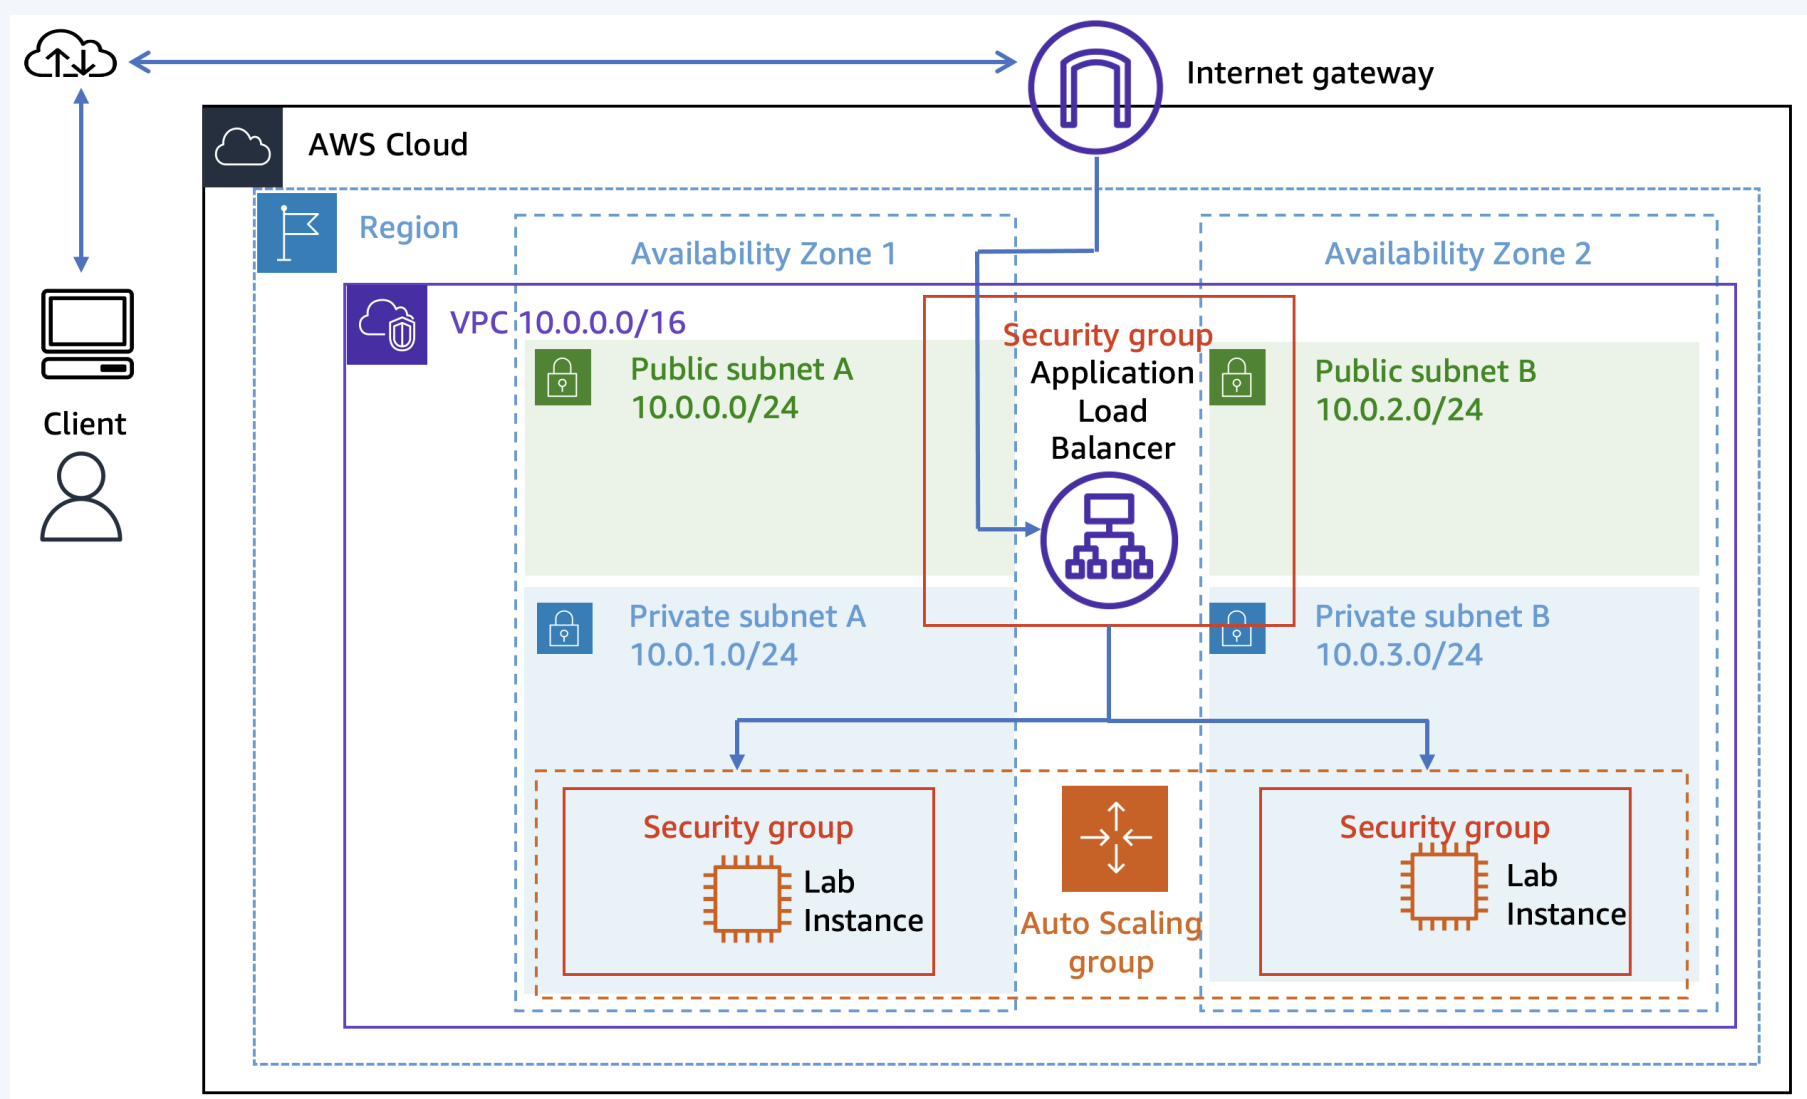 Internet gateway
AWS Cloud
Region
Availability Zone 1
Availability Zone 2
VPC 10.0.0.0/16
Security group
Application
Load
Balancer
Public subnet A
10.0.0.0/24
Public subnet B
10.0.2.0/24
Client
Private subnet A
10.0.1.0/24
Private subnet B
10.0.3.0/24
Security group
Lab
Instance
Auto Scaling
group
Security group
Lab
Instance